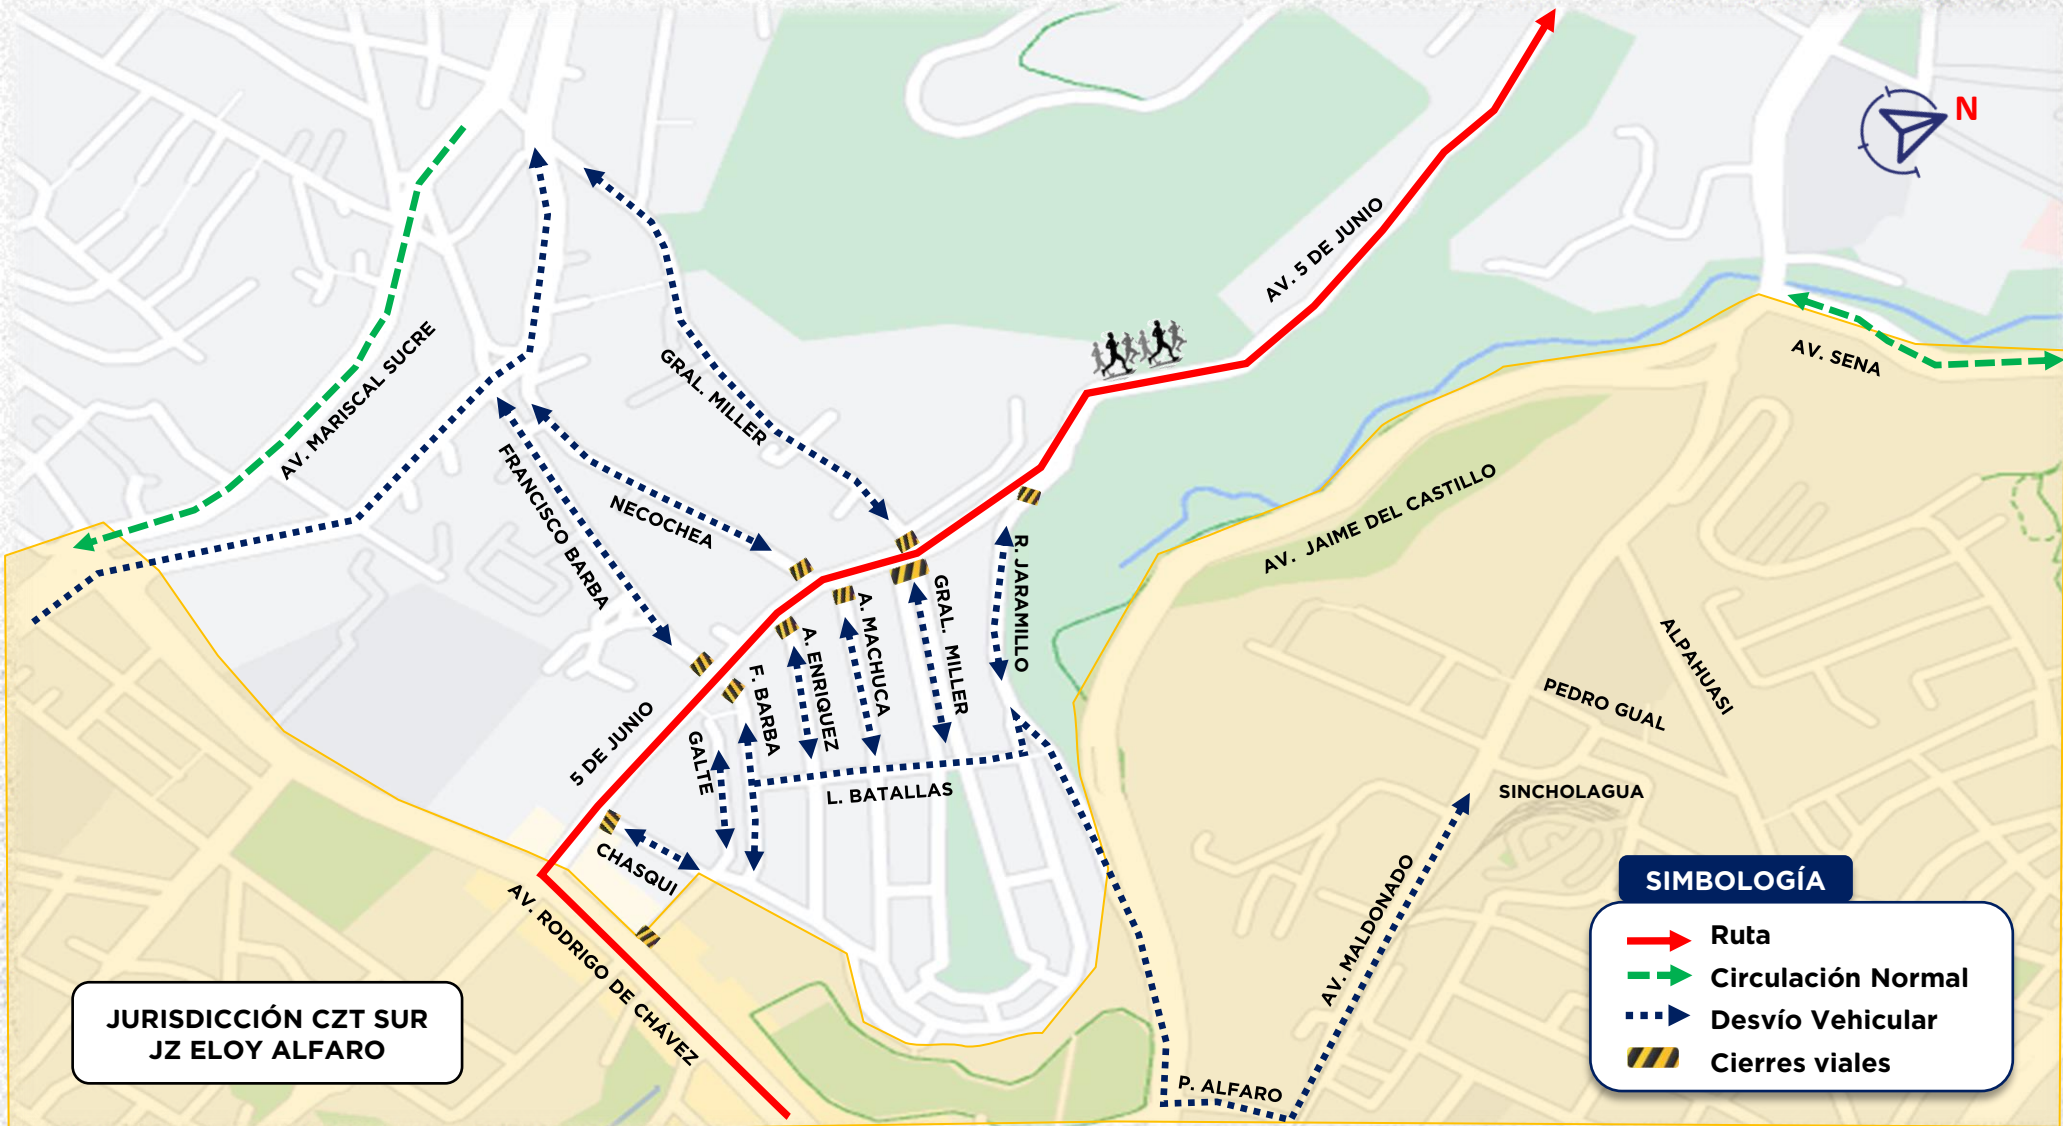 N
AV. 5 DE JUNIO
AV. MARISCAL SUCRE
GRAL. MILLER
AV. SENA
FRANCISCO BARBA
NECOCHEA
AV. JAIME DEL CASTILLO
R. JARAMILLO
GRAL. MILLER
A. MACHUCA
A. ENRIQUEZ
F. BARBA
GALTE
5 DE JUNIO
L. BATALLAS
CHASQUI
ALPAHUASI
PEDRO GUAL
SINCHOLAGUA
AV. MALDONADO
AV. RODRIGO DE CHÁVEZ
P. ALFARO
JURISDICCIÓN CZT SUR
JZ ELOY ALFARO
SIMBOLOGÍA
Ruta
Circulación Normal
Desvío Vehicular
Cierres viales